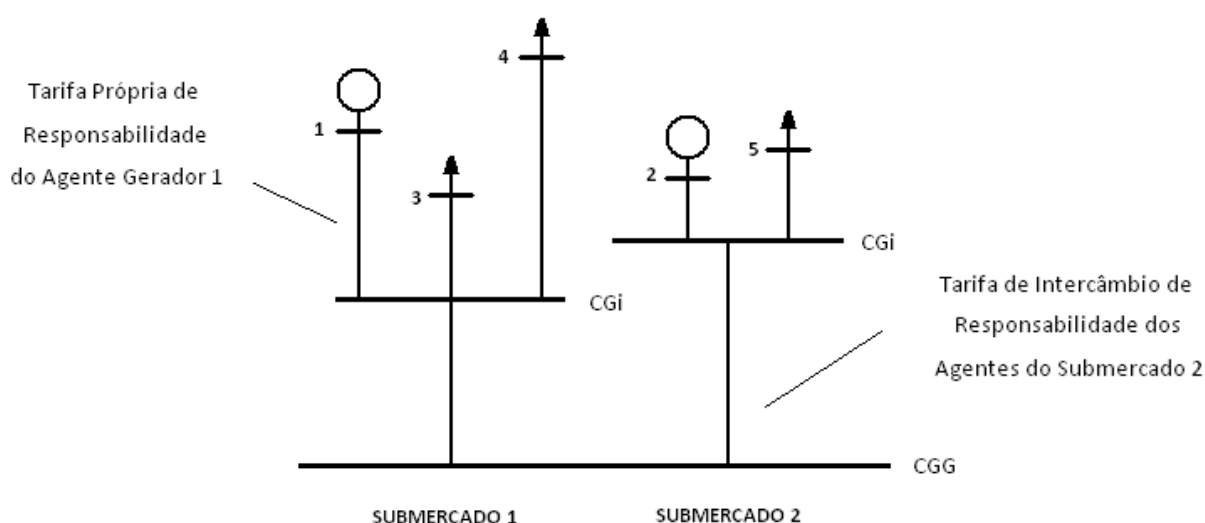 Tarifa Própria de
Responsabilidade
do Agente Gerador 1
1
3
4
2
5
CGi
CGi
Tarifa de Intercâmbio de
Responsabilidade dos
Agentes do Submercado 2
CGG
SUBMERCADO 1
SUBMERCADO 2